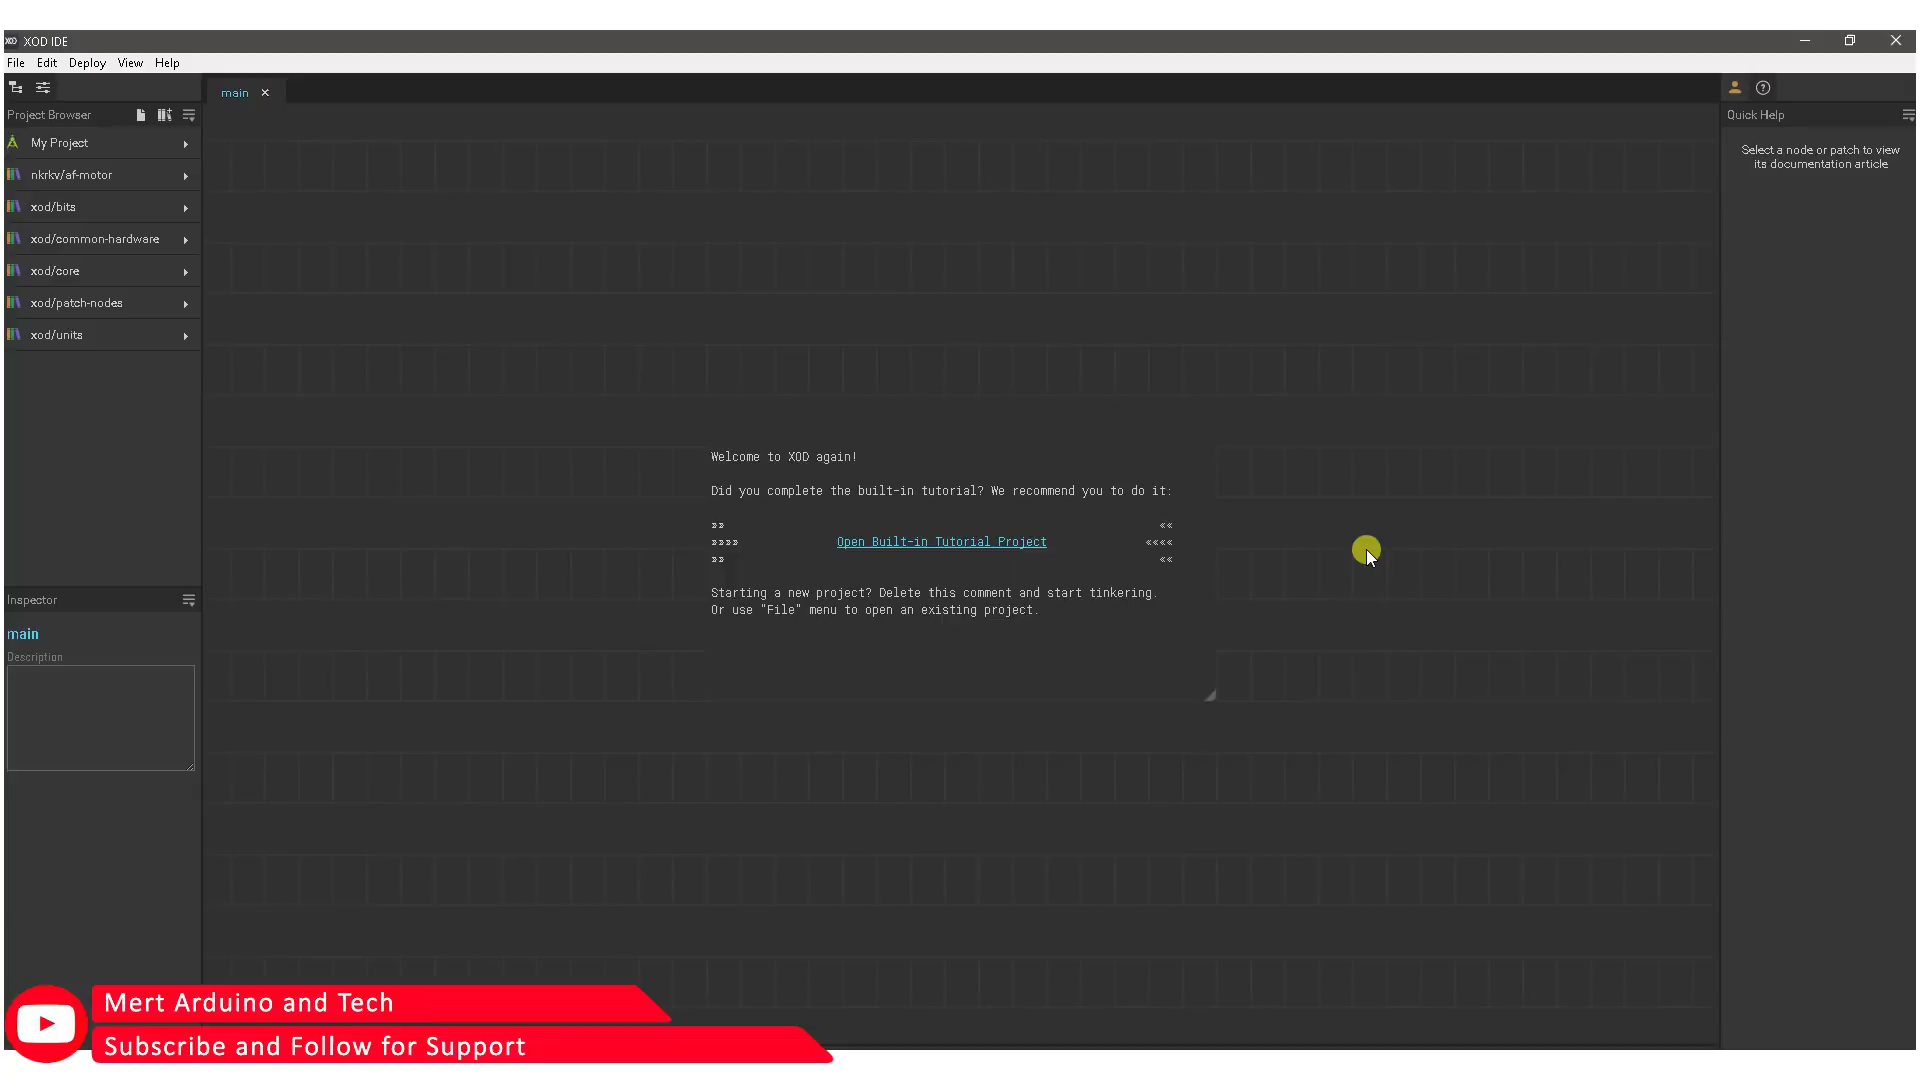 XOD IDE
File Edit Deploy View Help
main
Project Browser
My Project
nkrkv/af-motor
xod/bits
xod/common-hardware
xod/core
xod/patch-nodes
xod/units
Welcome to XOD again!
Did you complete the built-in tutorial? We recommend you to do it:
»» ««
»»»» Open Built-in Tutorial Project ««««
»» ««
Starting a new project? Delete this comment and start tinkering.
Or use "File" menu to open an existing project.
Quick Help
Select a node or patch to view
its documentation article
Inspector
main
Description
Mert Arduino and Tech
Subscribe and Follow for Support